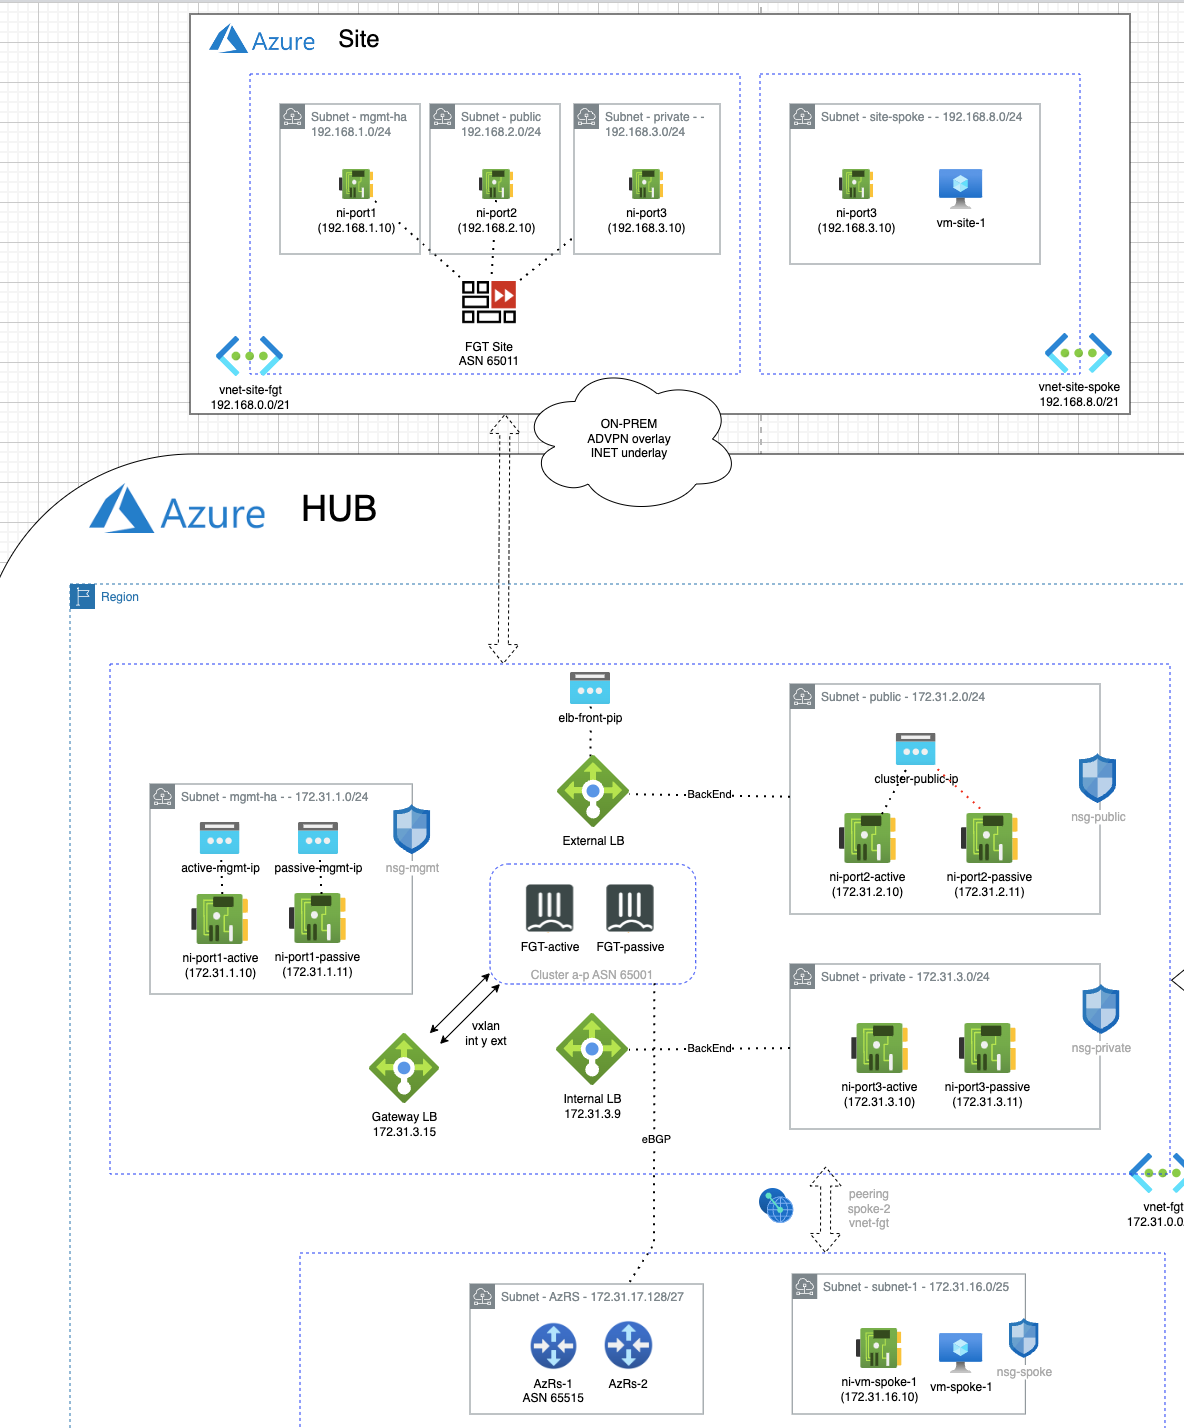 Azure Site
Subnet - mgmt-ha
192.168.1.0/24
Subnet - public
192.168.2.0/24
Subnet - private - -
192.168.3.0/24
Subnet - site-spoke - - 192.168.8.0/24
ni-port1
(192.168.1.10)
ni-port2
(192.168.2.10)
ni-port3
(192.168.3.10)
ni-port3
(192.168.3.10)
vm-site-1
FGT Site
ASN 65011
vnet-site-fgt
192.168.0.0/21
vnet-site-spoke
192.168.8.0/21
ON-PREM
ADVPN overlay
INET underlay
Azure HUB
Region
elb-front-pip
External LB
BackEnd
Subnet - public - 172.31.2.0/24
cluster-public-ip
ni-port2-active
(172.31.2.10)
ni-port2-passive
(172.31.2.11)
nsg-public
Subnet - mgmt-ha - - 172.31.1.0/24
active-mgmt-ip
passive-mgmt-ip
ni-port1-active
(172.31.1.10)
ni-port1-passive
(172.31.1.11)
nsg-mgmt
FGT-active
FGT-passive
Cluster a-p ASN 65001
vxlan
int y ext
Gateway LB
172.31.3.15
Internal LB
172.31.3.9
BackEnd
Subnet - private - 172.31.3.0/24
ni-port3-active
(172.31.3.10)
ni-port3-passive
(172.31.3.11)
nsg-private
eBGP
vnet-fgt
172.31.0.0
peering
spoke-2
vnet-fgt
Subnet - AzRS - 172.31.17.128/27
AzRs-1
ASN 65515
AzRs-2
Subnet - subnet-1 - 172.31.16.0/25
ni-vm-spoke-1
(172.31.16.10)
vm-spoke-1
nsg-spoke